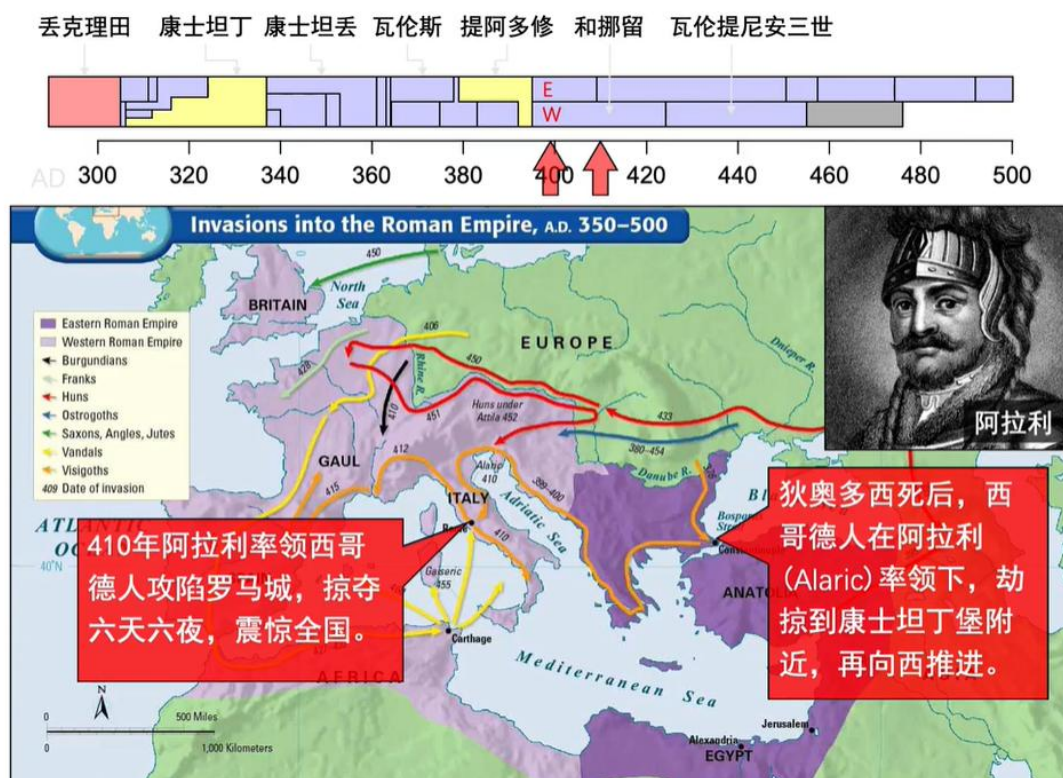 丢克理田 康士坦丁 康士坦丢 瓦伦斯 提阿多修 和挪留 瓦伦提尼安三世
E
W
AD 300 320 340 360 380 400 420 440 460 480 500
Invasions into the Roman Empire, A.D. 350–500
阿拉利
Eastern Roman Empire
Western Roman Empire
Burgundians
Franks
Huns
Ostrogoths
Saxons, Angles, Jutes
Vandals
Visigoths
409 Date of invasion
450
North
Sea
BRITAIN
EUROPE
Dnieper R.
406
428
Rhine R.
450
410
451
Huns under
Attila 452
433
380–454
Danube R.
GAUL
412
415
Alaric
410
399–400
ITALY
Adriatic Sea
410
Gaiseric
455
Carthage
ATLANTIC
40°N
AFRICA
Mediterranean Sea
Jerusalem
Alexandria
EGYPT
410年阿拉利率领西哥
德人攻陷罗马城，掠夺
六天六夜，震惊全国。
狄奥多西死后，西
哥德人在阿拉利
(Alaric)率领下，劫
掠到康士坦丁堡附
近，再向西推进。
N
0 500 Miles
0 1,000 Kilometers